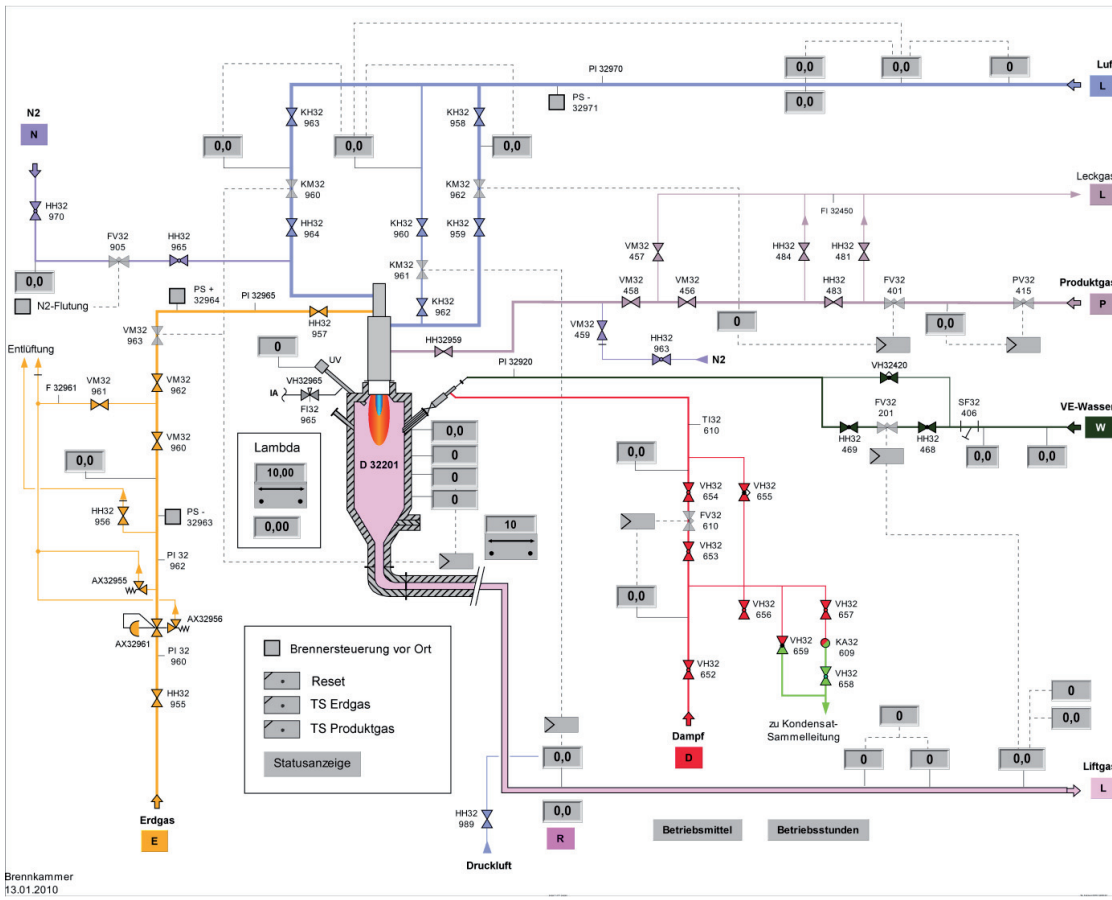 0,0
0,0
0
PI 32970
Luf
L
PS -
32971
0,0
N2
N
KH32
963
KH32
958
0,0
0,0
0,0
Leckgas
L
HH32
970
KM32
960
KM32
962
FI 32450
FV32
905
HH32
965
HH32
964
KH32
960
KH32
959
VM32
457
HH32
484
HH32
481
KM32
961
VM32
458
VM32
456
HH32
483
FV32
401
PV32
415
Produktgas
P
0,0
N2-Flutung
PS +
32964
PI 32965
KH32
962
HH32
957
0
0,0
VM32
963
VM32
459
HH32
963
N2
Entlüftung
HH32959
0
UV
PI 32920
VH32420
F 32961
VM32
961
VM32
962
IA
VH32965
FI32
965
FV32
201
SF32
406
VE-Wasser
W
TI32
610
HH32
469
HH32
468
0,0
0,0
VM32
960
Lambda
10,00
0,00
D 32201
0,0
0
0
0
0,0
0,0
VH32
654
VH32
655
HH32
956
PS -
32963
FV32
610
10
PI 32
962
VH32
653
AX32955
0,0
AX32956
AX32961
VH32
656
VH32
657
VH32
659
KA32
609
PI 32
960
Brennersteuerung vor Ort
Reset
TS Erdgas
TS Produktgas
Statusanzeige
VH32
652
VH32
658
HH32
955
zu Kondensat-
Sammelleitung
0
0,0
0
Dampf
D
0,0
0
0
0,0
Liftgas
L
Erdgas
E
HH32
989
0,0
R
Betriebsmittel
Betriebsstunden
Druckluft
Brennkammer
13.01.2010